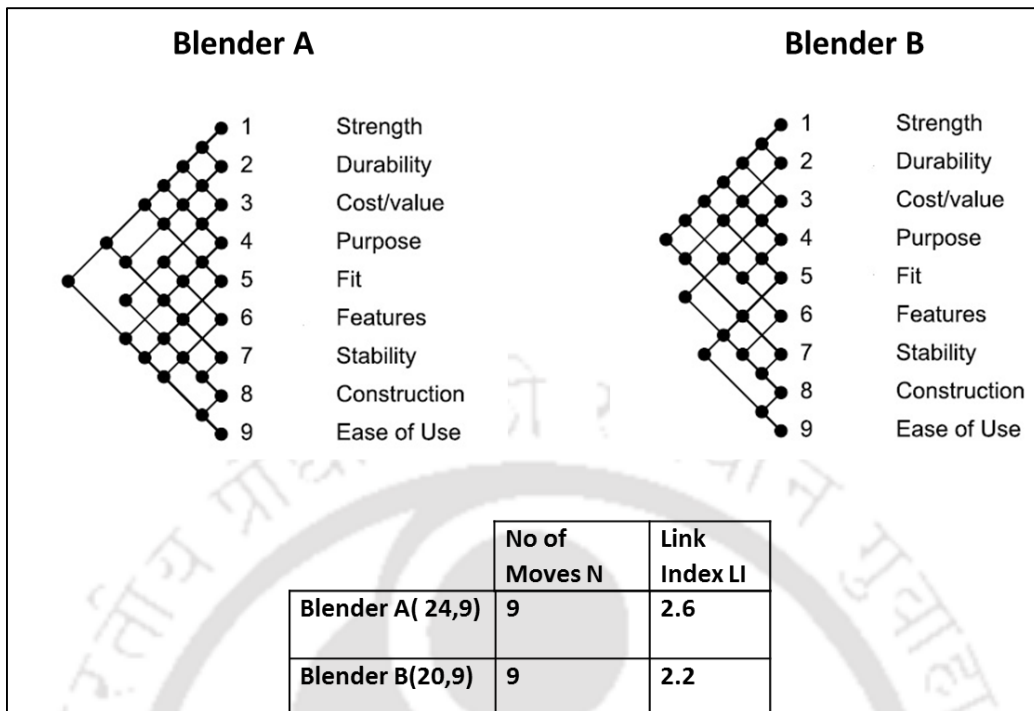 Blender A
1 Strength
2 Durability
3 Cost/value
4 Purpose
5 Fit
6 Features
7 Stability
8 Construction
9 Ease of Use
Blender B
1 Strength
2 Durability
3 Cost/value
4 Purpose
5 Fit
6 Features
7 Stability
8 Construction
9 Ease of Use
No of Moves N
Link Index LI
Blender A( 24,9) 9 2.6
Blender B(20,9) 9 2.2